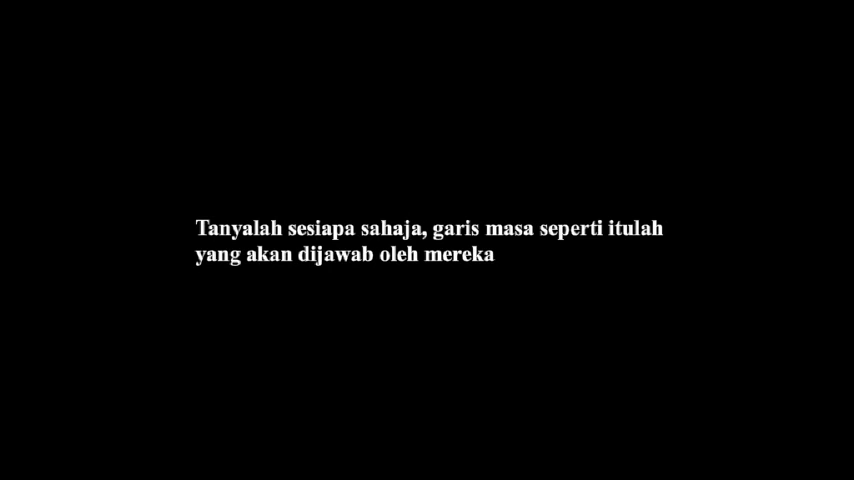 Tanyalah sesiapa sahaja, garis masa seperti itulah
yang akan dijawab oleh mereka